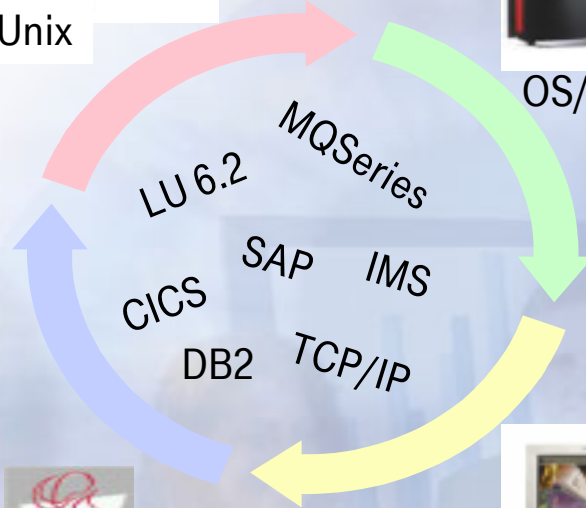 Unix
OS/
MQSeries
LU 6.2
SAP
IMS
CICS
DB2
TCP/IP